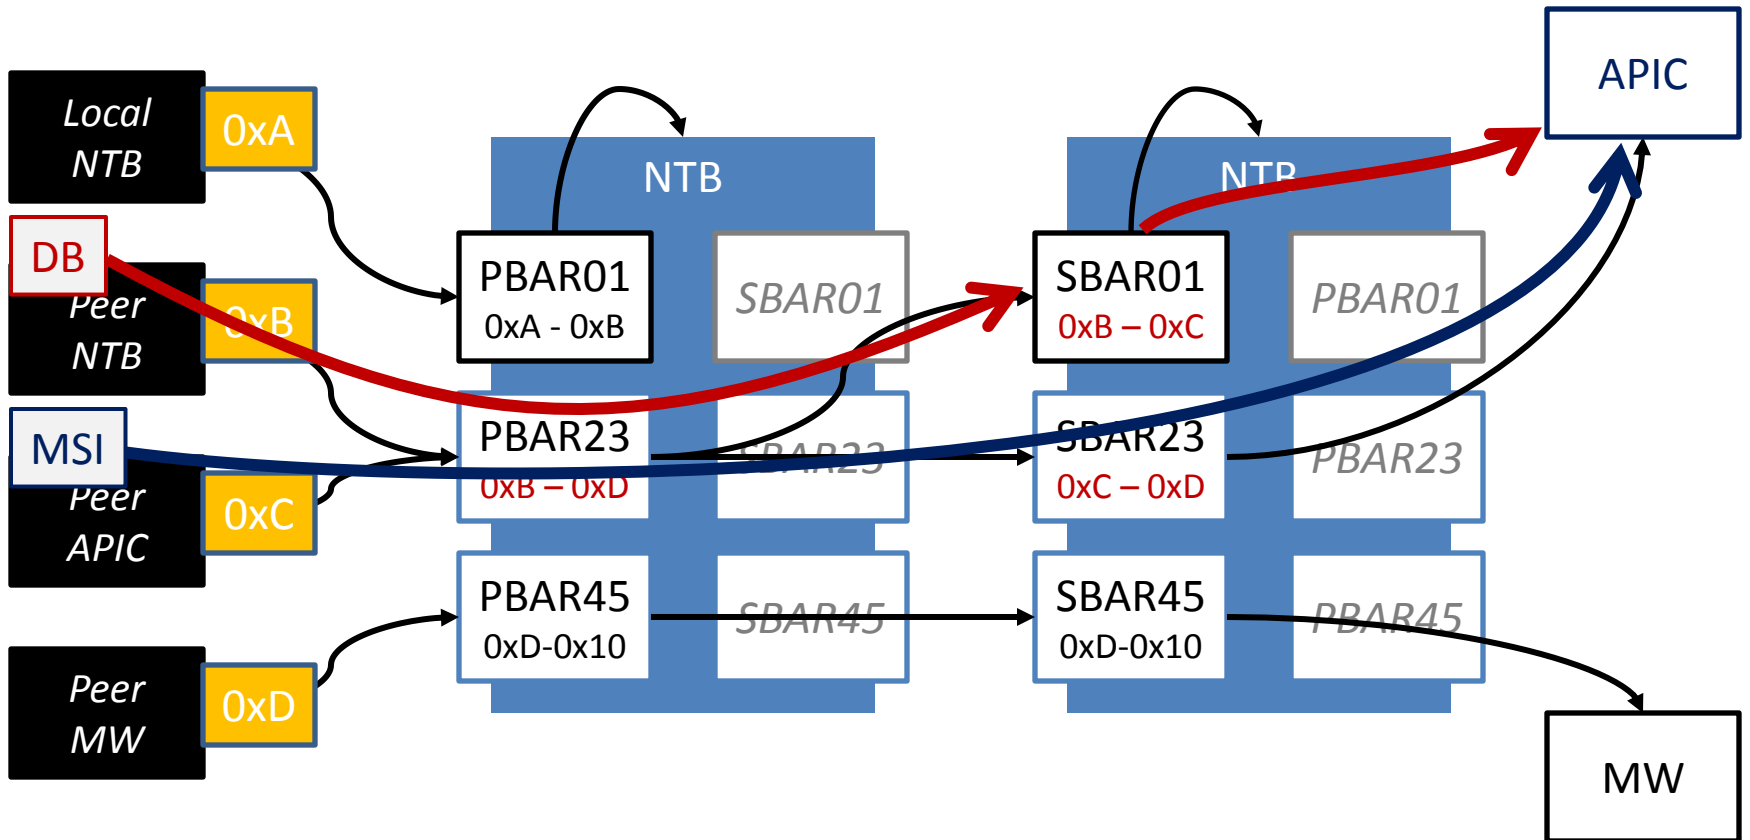 APIC
Local
NTB
0xA
NTB
NTB
DB
Peer
NTB
0xB
PBAR01
0xA - 0xB
SBAR01
SBAR01
0xB – 0xC
PBAR01
MSI
Peer
APIC
0xC
PBAR23
0xB – 0xD
SBAR23
SBAR23
0xC – 0xD
PBAR23
Peer
MW
0xD
PBAR45
0xD-0x10
SBAR45
SBAR45
0xD-0x10
PBAR45
MW